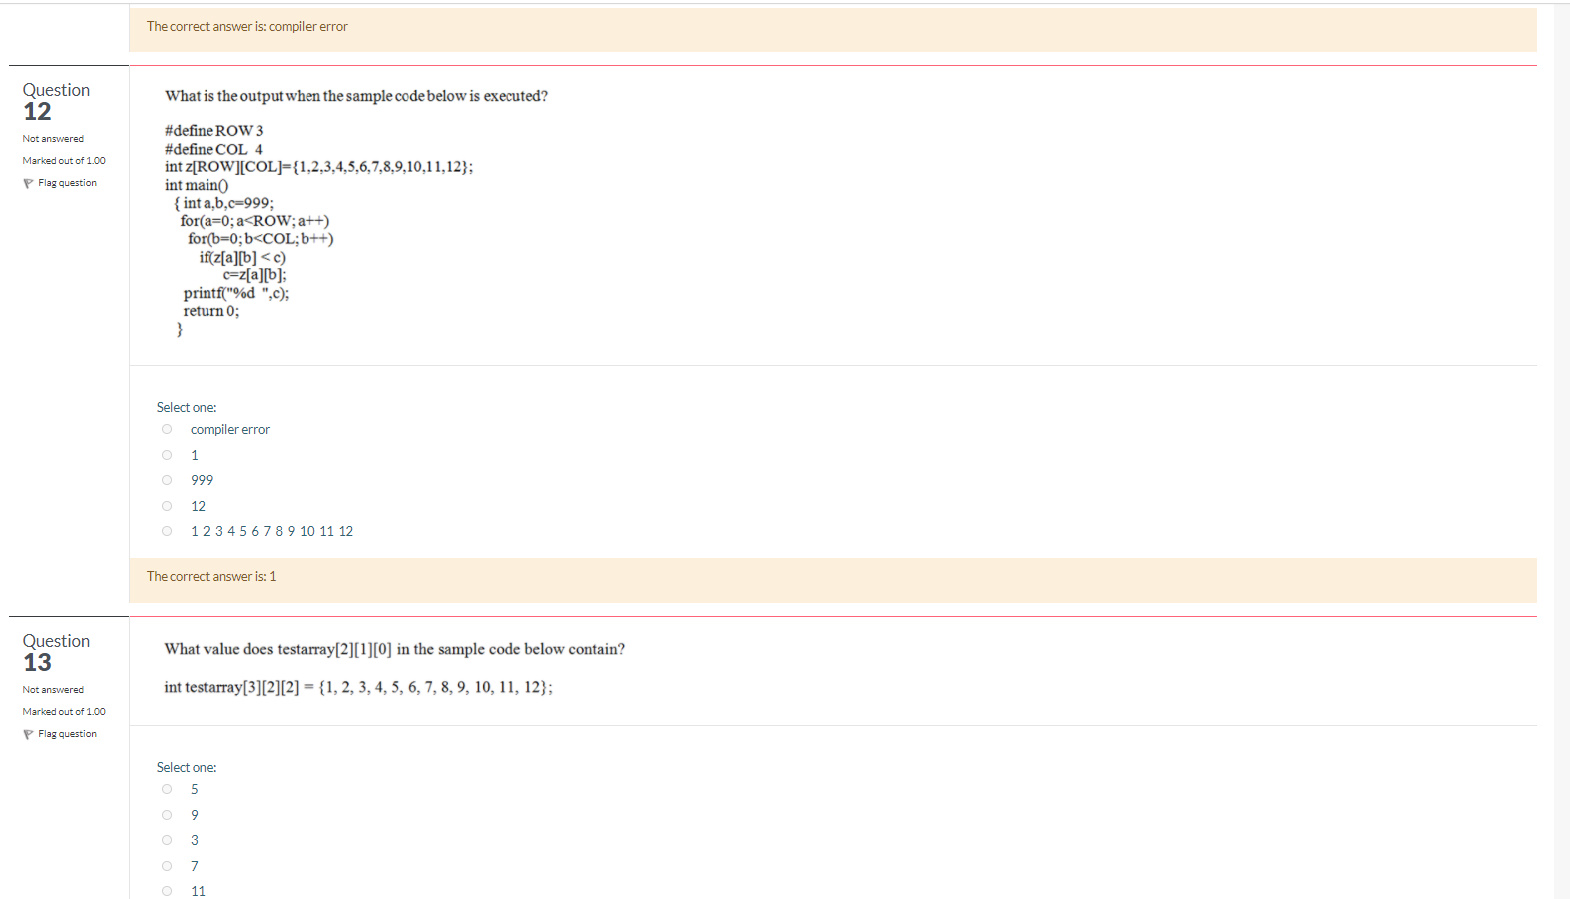 The correct answer is: compiler error
Question
12
Not answered
Marked out of 1.00
Flag question
What is the output when the sample code below is executed?
#define ROW 3
#define COL 4
int z[ROW][COL]={1,2,3,4,5,6,7,8,9,10,11,12};
int main()
{ int a,b,c=999;
for(a=0; a<ROW; a++)
for(b=0; b<COL; b++)
if(z[a][b] < c)
c=z[a][b];
printf("%d ",c);
return 0;
}
Select one:
compiler error
1
999
12
1 2 3 4 5 6 7 8 9 10 11 12
The correct answer is: 1
Question
13
Not answered
Marked out of 1.00
Flag question
What value does testarray[2][1][0] in the sample code below contain?
int testarray[3][2][2] = {1, 2, 3, 4, 5, 6, 7, 8, 9, 10, 11, 12};
Select one:
5
9
3
7
11